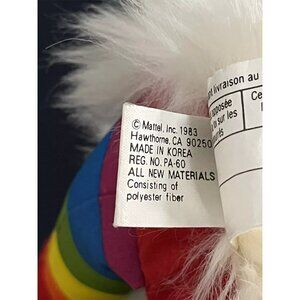 livraison au
apposée
sur les
Ce
© Mattel, Inc. 1983
Hawthorne, CA 90250
MADE IN KOREA
REG. NO. PA-60
ALL NEW MATERIALS
Consisting of
polyester fiber